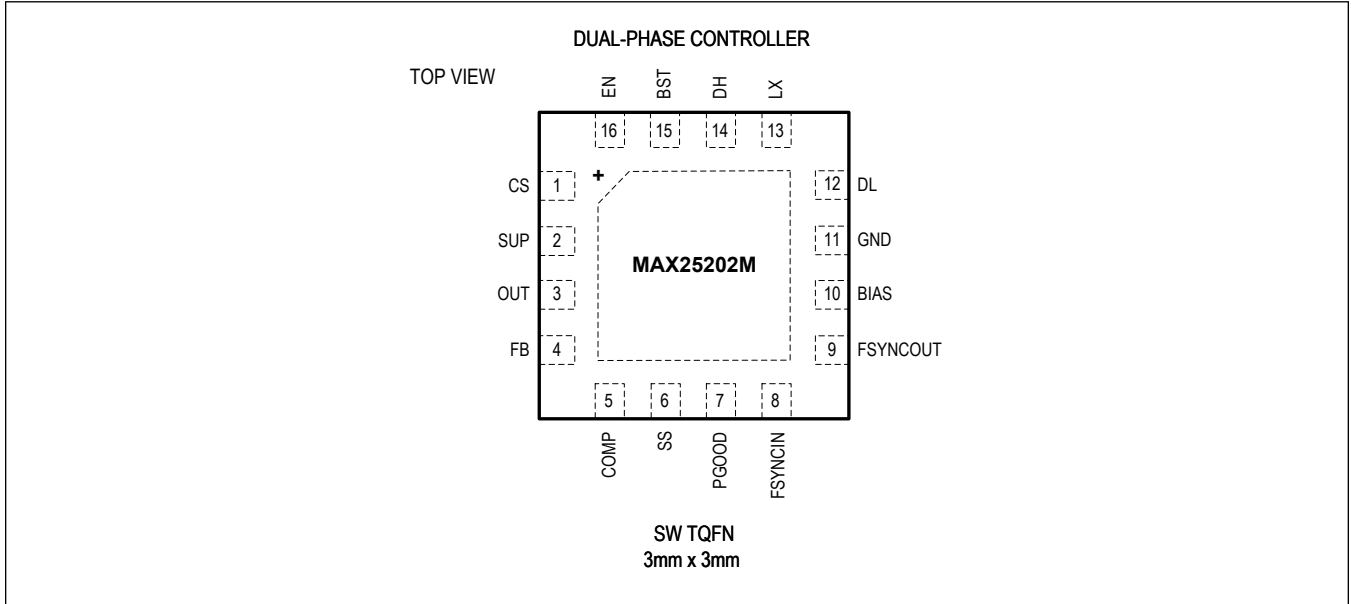 DUAL-PHASE CONTROLLER
TOP VIEW
EN
BST
DH
LX
16
15
14
13
CS 1
+
12 DL
SUP 2
11 GND
MAX25202M
OUT 3
10 BIAS
FB 4
9 FSYNCOUT
5
6
7
8
COMP
SS
PGOOD
FSYNCIN
SW TQFN
3mm x 3mm